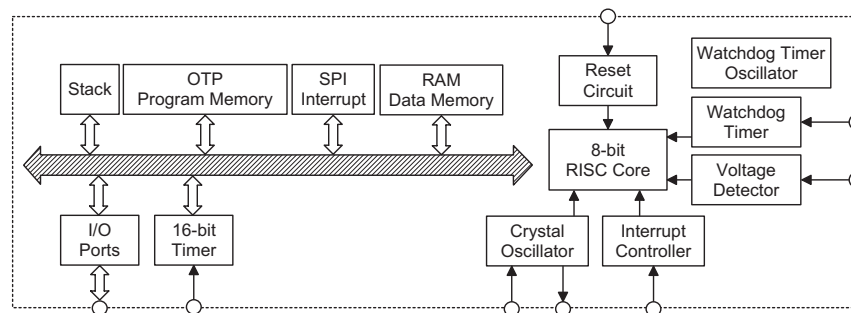 Stack
OTP
Program Memory
SPI
Interrupt
RAM
Data Memory
Reset
Circuit
Watchdog Timer
Oscillator
Watchdog
Timer
8-bit
RISC Core
Voltage
Detector
I/O
Ports
16-bit
Timer
Crystal
Oscillator
Interrupt
Controller